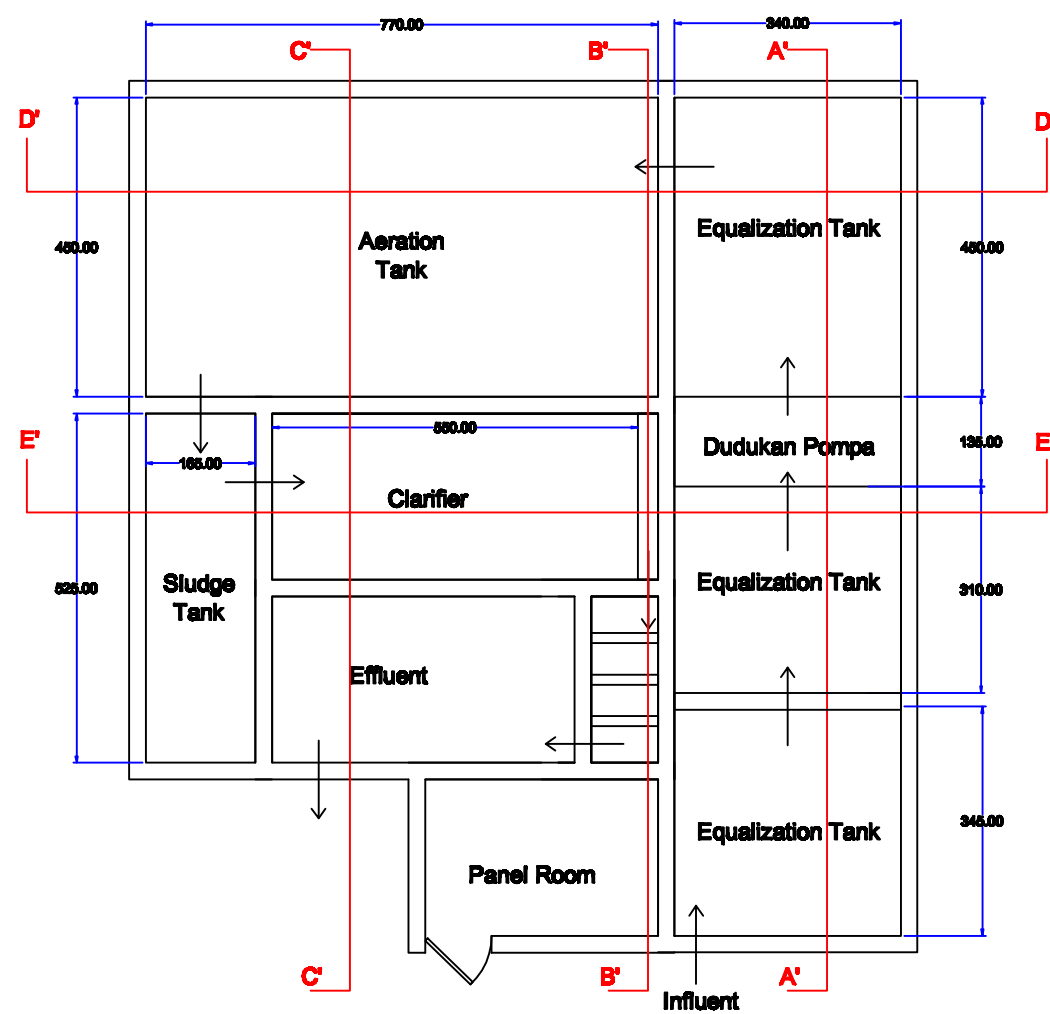 770.00
340.00
C'
B'
A'
D'
D
450.00
Aeration
Tank
Equalization Tank
450.00
E'
E
550.00
165.00
Dudukan Pompa
135.00
Clarifier
525.00
Sludge
Tank
Equalization Tank
310.00
Effluent
345.00
Equalization Tank
Panel Room
C'
B'
A'
Influent